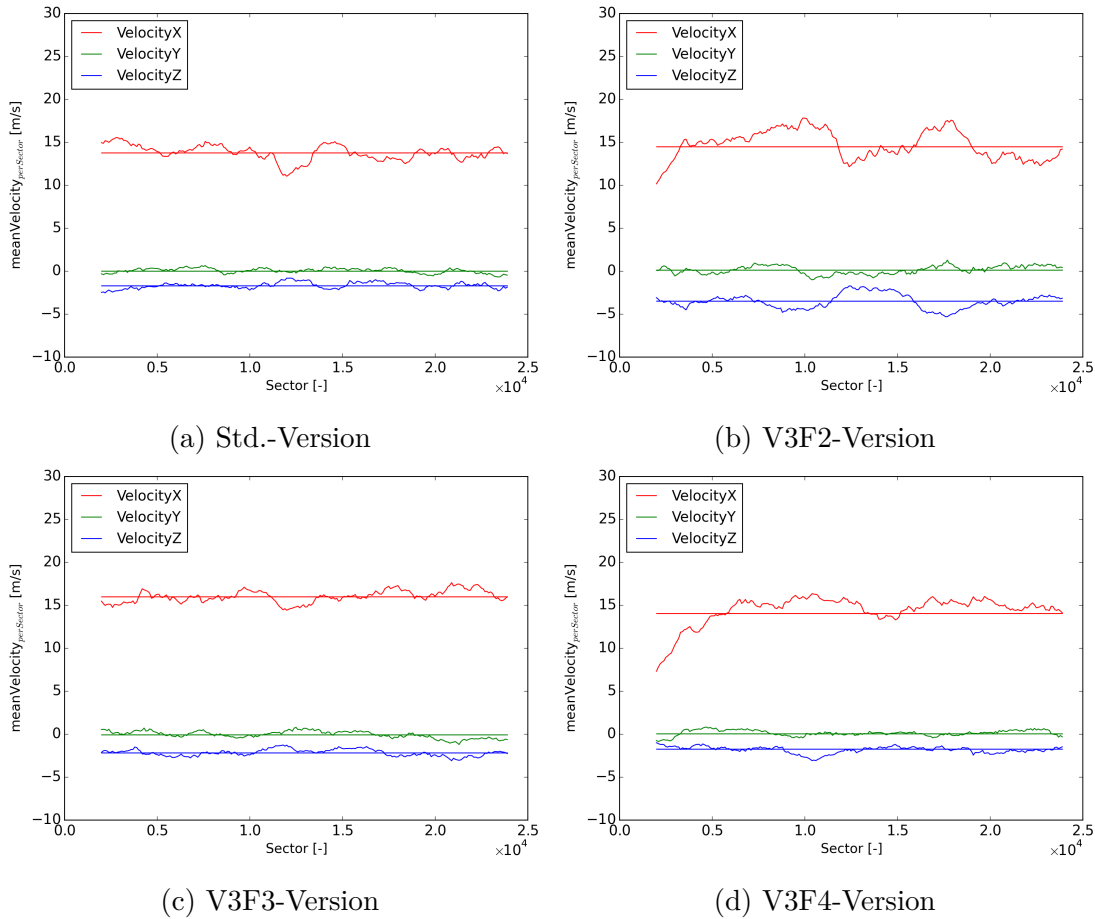 30
25
20
15
10
5
0
−5
−10
meanVelocity_perSector [m/s]
VelocityX
VelocityY
VelocityZ
0.0 0.5 1.0 1.5 2.0 2.5
Sector [-]
×10^4
(a) Std.-Version
30
25
20
15
10
5
0
−5
−10
meanVelocity_perSector [m/s]
VelocityX
VelocityY
VelocityZ
0.0 0.5 1.0 1.5 2.0 2.5
Sector [-]
×10^4
(b) V3F2-Version
30
25
20
15
10
5
0
−5
−10
meanVelocity_perSector [m/s]
VelocityX
VelocityY
VelocityZ
0.0 0.5 1.0 1.5 2.0 2.5
Sector [-]
×10^4
(c) V3F3-Version
30
25
20
15
10
5
0
−5
−10
meanVelocity_perSector [m/s]
VelocityX
VelocityY
VelocityZ
0.0 0.5 1.0 1.5 2.0 2.5
Sector [-]
×10^4
(d) V3F4-Version